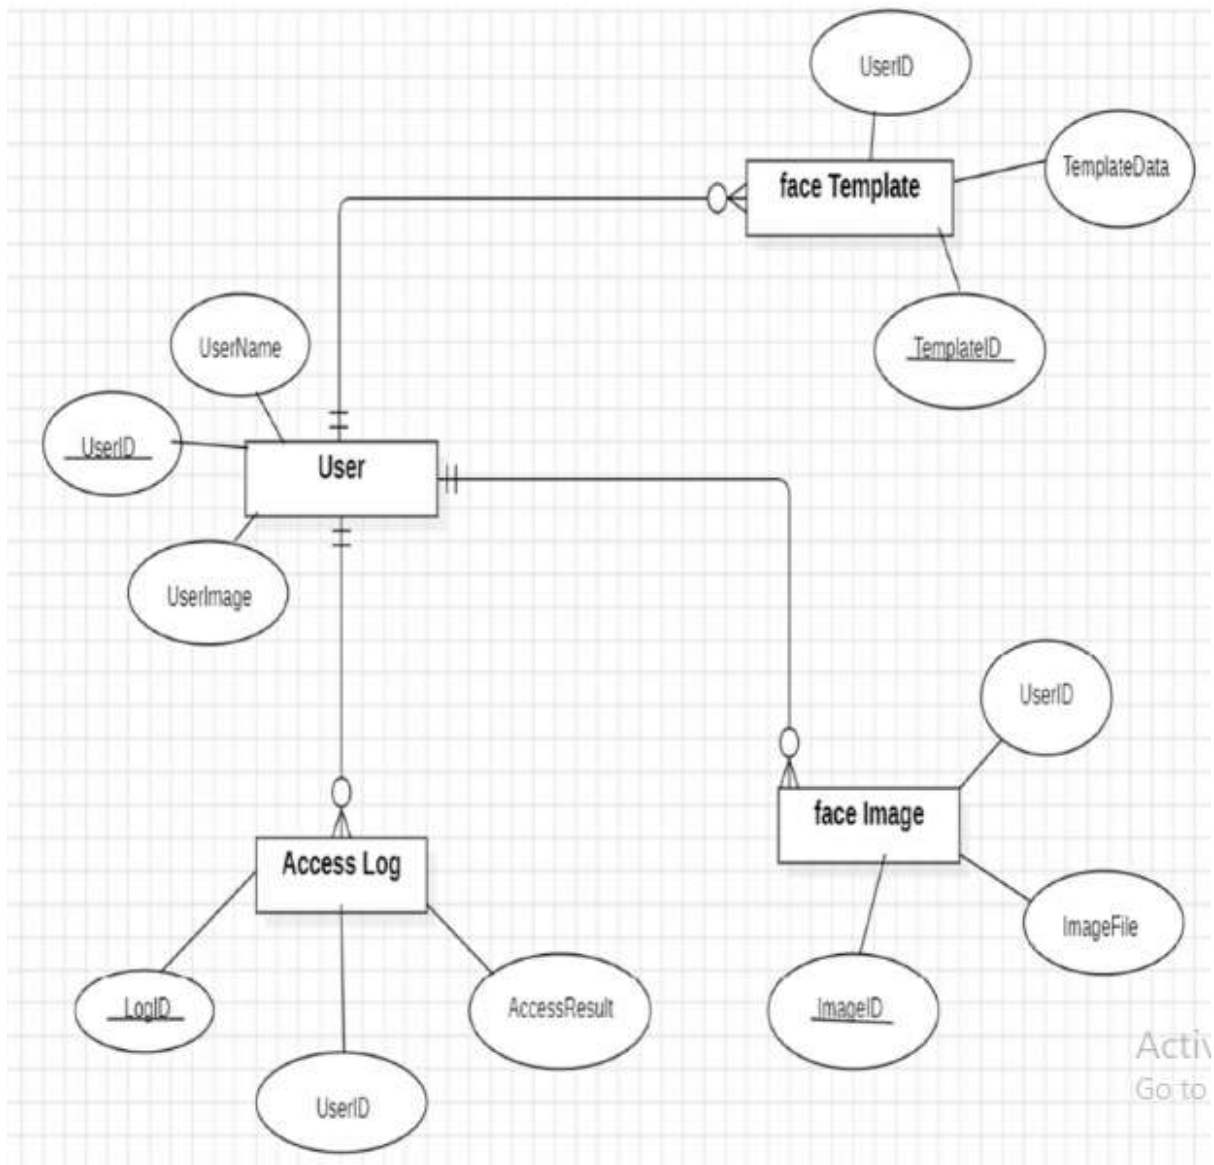 UserID
face Template
TemplateData
TemplateID
UserName
UserID
User
UserImage
UserID
face Image
ImageFile
ImageID
Access Log
LogID
AccessResult
UserID
Go to